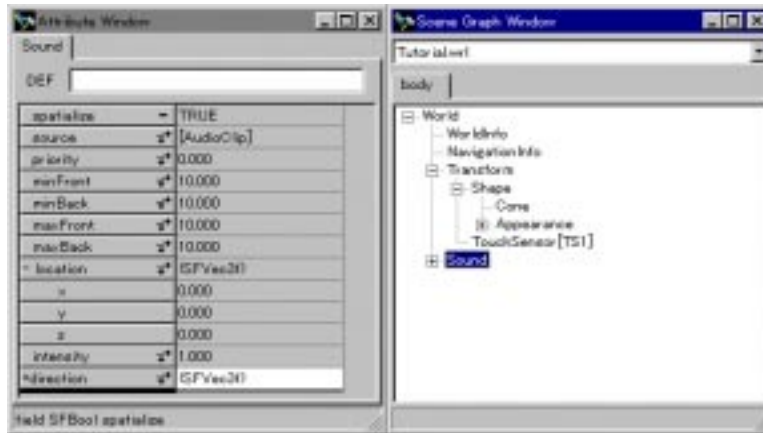 Attribute Window
Sound
DEF
spatialize - TRUE
source [AudioClip]
priority 0.000
minFront 10.000
minBack 10.000
maxFront 10.000
maxBack 10.000
- location (SFVec3f)
x 0.000
y 0.000
z 0.000
intensity 1.000
+direction (SFVec3f)
field SFBool spatialize
Scene Graph Window
Tutorial.wrl
body
World
WorldInfo
NavigationInfo
Transform
Shape
Cone
Appearance
TouchSensor[TS1]
Sound